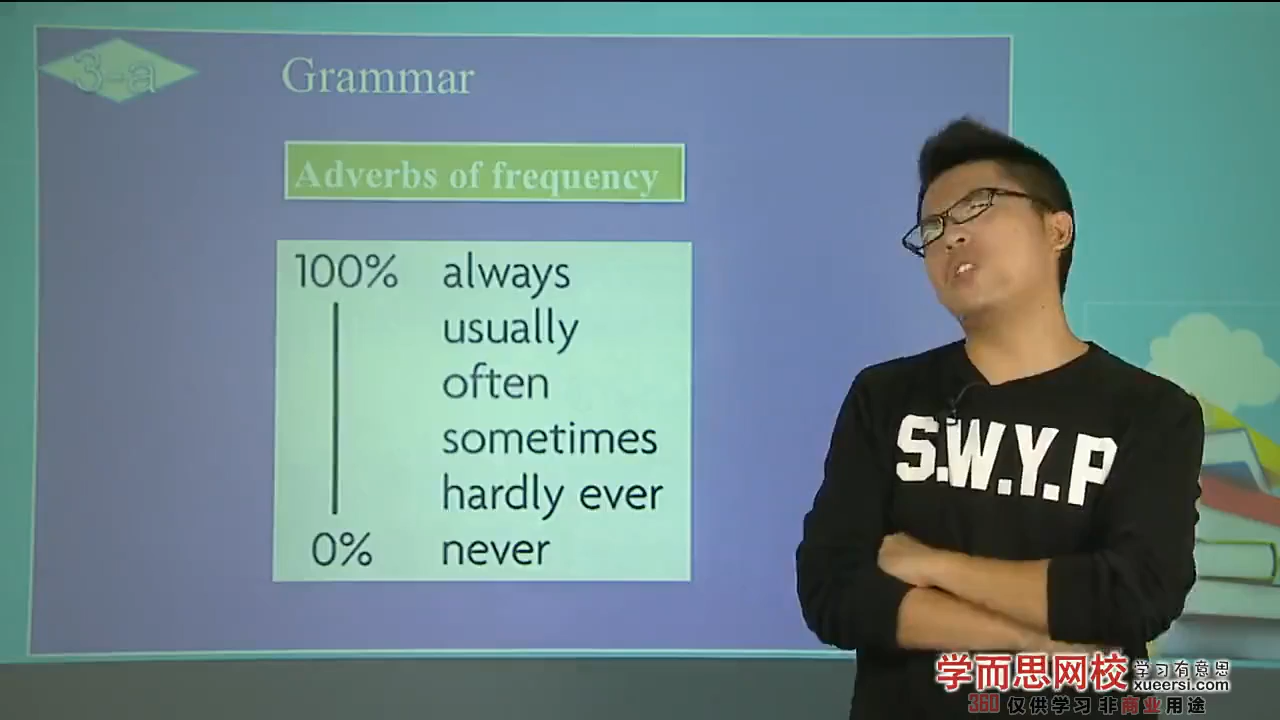 3-a
Grammar
Adverbs of frequency
100% always
usually
often
sometimes
hardly ever
0% never
S.W.Y.P
学而思网校 学习有意思
xueersi.com
360 仅供学习 非商业用途